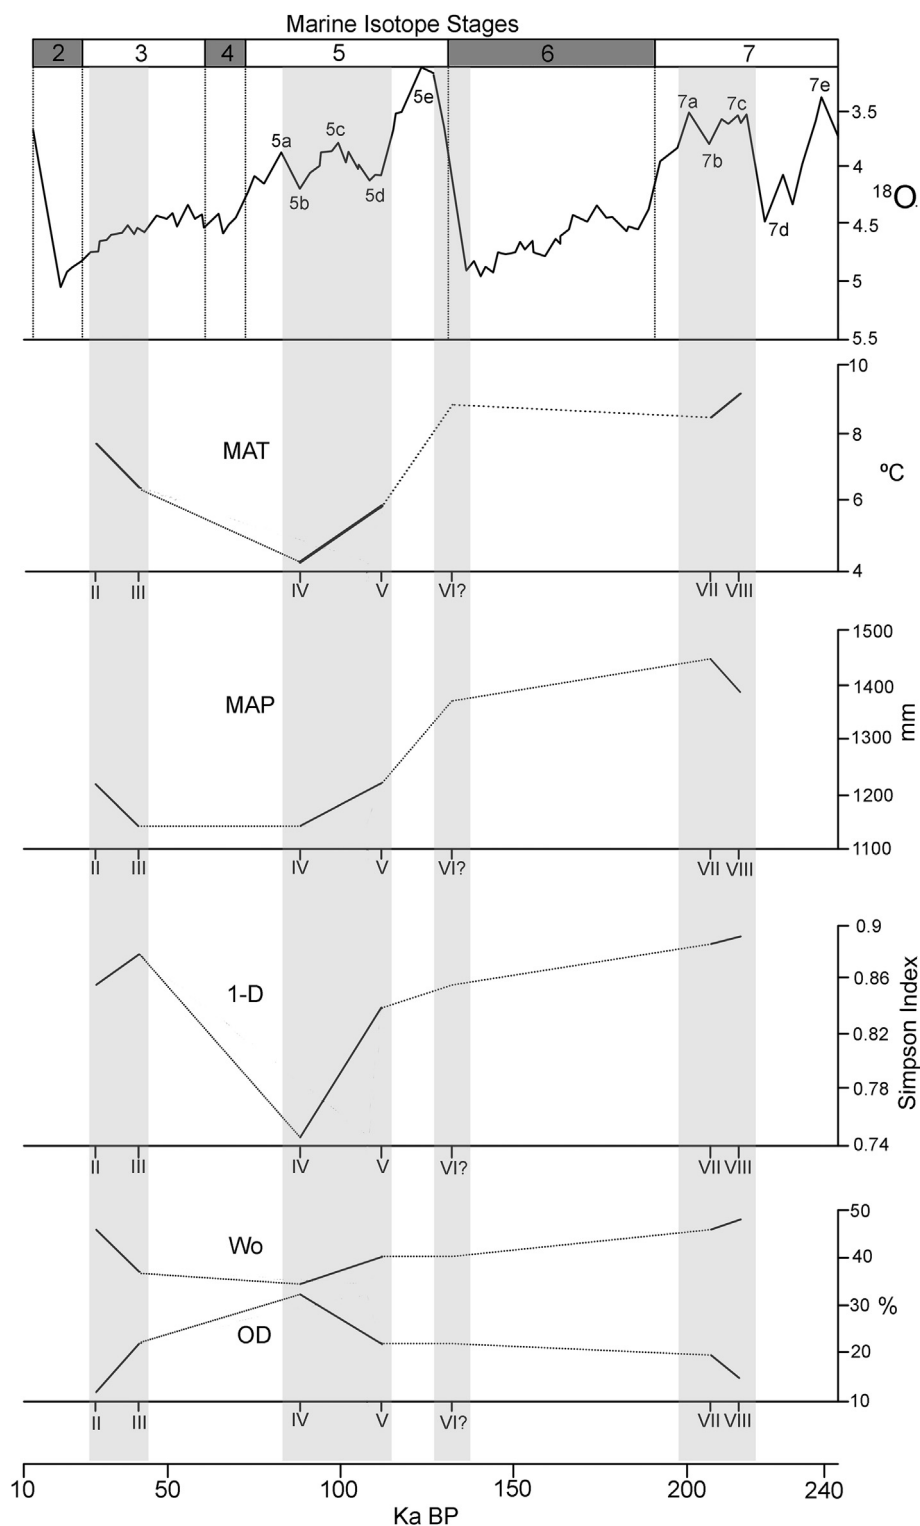 Marine Isotope Stages
2 3 4 5 6 7
5a 5b 5c 5d 5e 7a 7b 7c 7d 7e
3.5
4
4.5
5
5.5
18O.
10
8
6
4
ºC
MAT
II III IV V VI? VII VIII
1500
1400
1300
1200
1100
mm
MAP
II III IV V VI? VII VIII
0.9
0.86
0.82
0.78
0.74
Simpson Index
1-D
II III IV V VI? VII VIII
50
40
30
20
10
%
Wo
OD
II III IV V VI? VII VIII
10 50 100 150 200 240
Ka BP